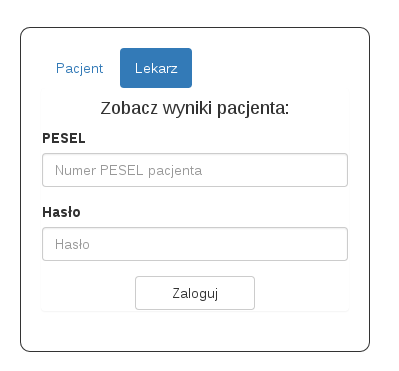 Pacjent Lekarz
Zobacz wyniki pacjenta:
PESEL
Numer PESEL pacjenta
Hasło
Hasło
Zaloguj